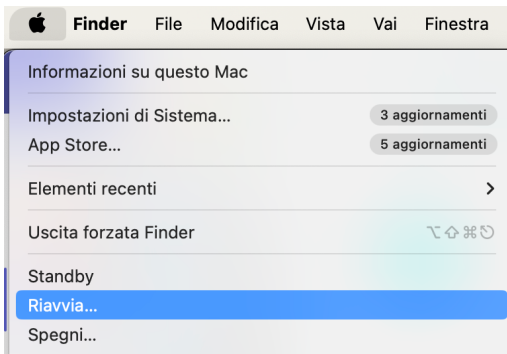 Finder File Modifica Vista Vai Finestra
Informazioni su questo Mac
Impostazioni di Sistema... 3 aggiornamenti
App Store... 5 aggiornamenti
Elementi recenti
Uscita forzata Finder ⌥⇧⌘⎋
Standby
Riavvia...
Spegni...